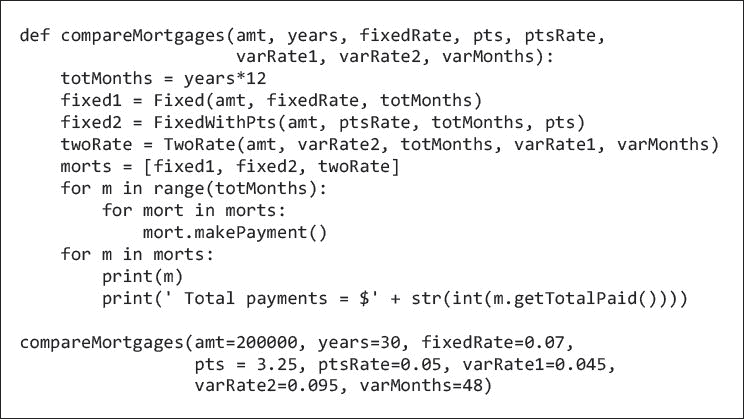 def compareMortgages(amt, years, fixedRate, pts, ptsRate,
                     varRate1, varRate2, varMonths):
    totMonths = years*12
    fixed1 = Fixed(amt, fixedRate, totMonths)
    fixed2 = FixedWithPts(amt, ptsRate, totMonths, pts)
    twoRate = TwoRate(amt, varRate2, totMonths, varRate1, varMonths)
    morts = [fixed1, fixed2, twoRate]
    for m in range(totMonths):
        for mort in morts:
            mort.makePayment()
    for m in morts:
        print(m)
        print(' Total payments = $' + str(int(m.getTotalPaid())))

compareMortgages(amt=200000, years=30, fixedRate=0.07,
                 pts = 3.25, ptsRate=0.05, varRate1=0.045,
                 varRate2=0.095, varMonths=48)